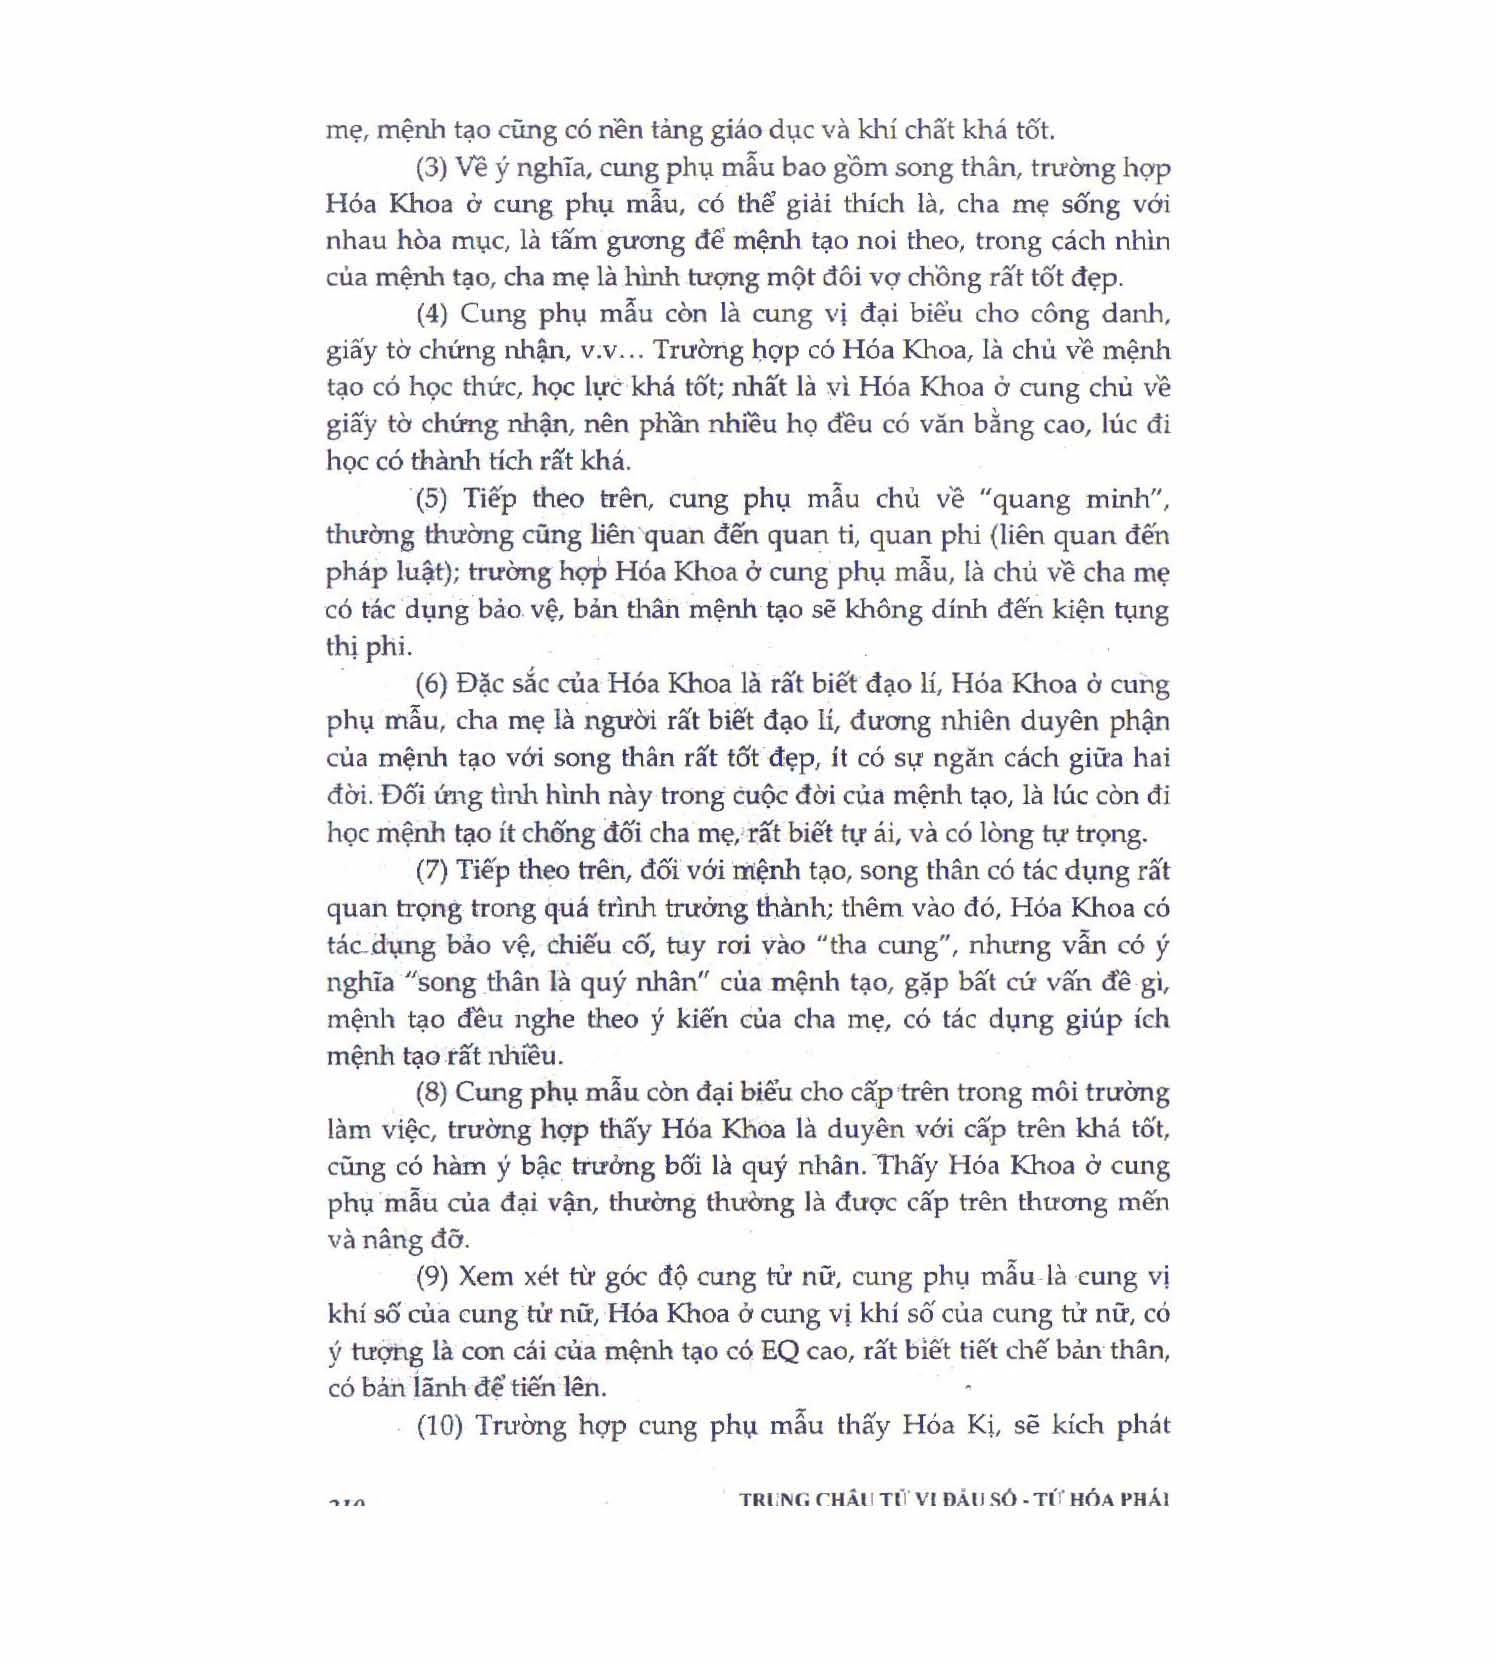 mẹ, mệnh tạo cũng có nền tảng giáo dục và khí chất khá tốt.
(3) Về ý nghĩa, cung phụ mẫu bao gồm song thân, trường hợp
Hóa Khoa ở cung phụ mẫu, có thể giải thích là, cha mẹ sống với
nhau hòa mục, là tấm gương để mệnh tạo noi theo, trong cách nhìn
của mệnh tạo, cha mẹ là hình tượng một đôi vợ chồng rất tốt đẹp.
(4) Cung phụ mẫu còn là cung vị đại biểu cho công danh,
giấy tờ chứng nhận, v.v... Trường hợp có Hóa Khoa, là chủ về mệnh
tạo có học thức, học lực khá tốt; nhất là vì Hóa Khoa ở cung chủ về
giấy tờ chứng nhận, nên phần nhiều họ đều có văn bằng cao, lúc đi
học có thành tích rất khá.
(5) Tiếp theo trên, cung phụ mẫu chủ về "quang minh",
thường thường cũng liên quan đến quan ti, quan phi (liên quan đến
pháp luật); trường hợp Hóa Khoa ở cung phụ mẫu, là chủ về cha mẹ
có tác dụng bảo vệ, bản thân mệnh tạo sẽ không dính đến kiện tụng
thị phi.
(6) Đặc sắc của Hóa Khoa là rất biết đạo lí, Hóa Khoa ở cung
phụ mẫu, cha mẹ là người rất biết đạo lí, đương nhiên duyên phận
của mệnh tạo với song thân rất tốt đẹp, ít có sự ngăn cách giữa hai
đời. Đối ứng tình hình này trong cuộc đời của mệnh tạo, là lúc còn đi
học mệnh tạo ít chống đối cha mẹ, rất biết tự ái, và có lòng tự trọng.
(7) Tiếp theo trên, đối với mệnh tạo, song thân có tác dụng rất
quan trọng trong quá trình trưởng thành; thêm vào đó, Hóa Khoa có
tác dụng bảo vệ, chiếu cố, tuy rơi vào "tha cung", nhưng vẫn có ý
nghĩa "song thân là quý nhân" của mệnh tạo, gặp bất cứ vấn đề gì,
mệnh tạo đều nghe theo ý kiến của cha mẹ, có tác dụng giúp ích
mệnh tạo rất nhiều.
(8) Cung phụ mẫu còn đại biểu cho cấp trên trong môi trường
làm việc, trường hợp thấy Hóa Khoa là duyên với cấp trên khá tốt,
cũng có hàm ý bậc trưởng bối là quý nhân. Thấy Hóa Khoa ở cung
phụ mẫu của đại vận, thường thường là được cấp trên thương mến
và nâng đỡ.
(9) Xem xét từ góc độ cung tử nữ, cung phụ mẫu là cung vị
khí số của cung tử nữ, Hóa Khoa ở cung vị khí số của cung tử nữ, có
ý tượng là con cái của mệnh tạo có EQ cao, rất biết tiết chế bản thân,
có bản lãnh để tiến lên.
(10) Trường hợp cung phụ mẫu thấy Hóa Kị, sẽ kích phát
TRUNG CHÂU TỬ VI ĐẨU SỐ - TỨ HÓA PHÁI